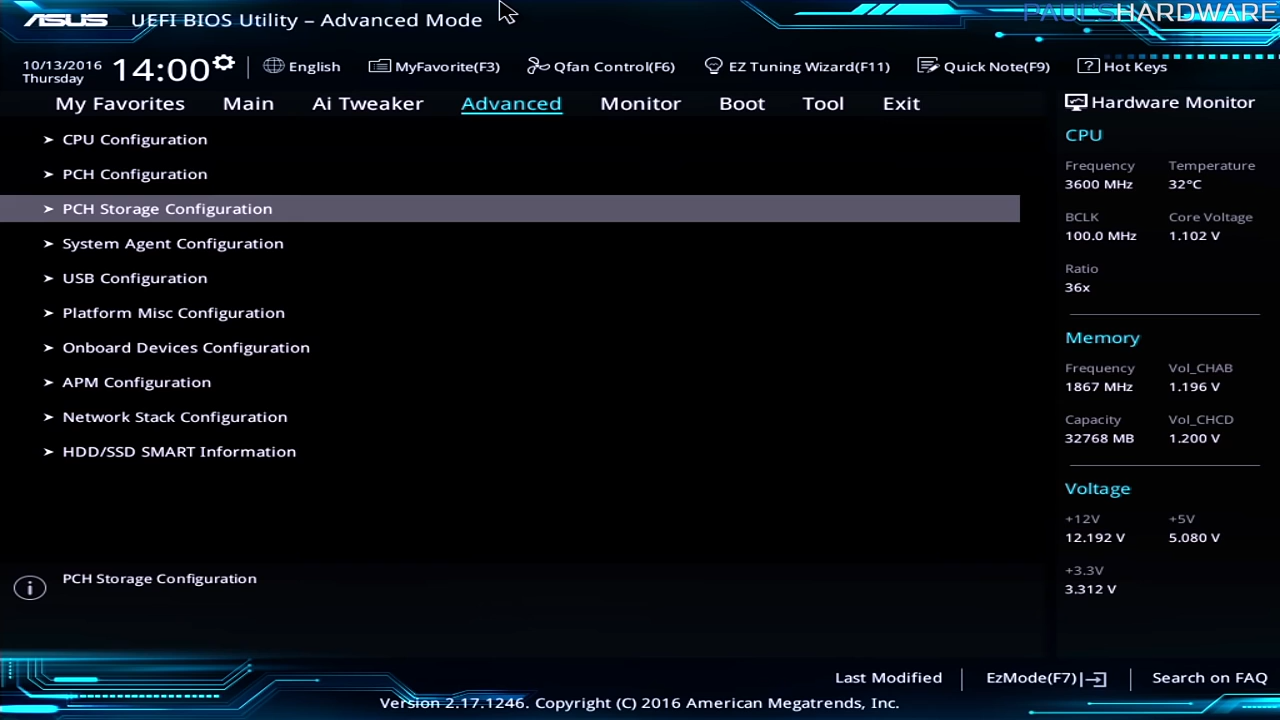 ASUS UEFI BIOS Utility – Advanced Mode
PAUL'SHARDWARE
10/13/2016
Thursday
14:00
English
MyFavorite(F3)
Qfan Control(F6)
EZ Tuning Wizard(F11)
Quick Note(F9)
? Hot Keys
My Favorites Main Ai Tweaker Advanced Monitor Boot Tool Exit
CPU Configuration
PCH Configuration
PCH Storage Configuration
System Agent Configuration
USB Configuration
Platform Misc Configuration
Onboard Devices Configuration
APM Configuration
Network Stack Configuration
HDD/SSD SMART Information
PCH Storage Configuration
Hardware Monitor
CPU
Frequency Temperature
3600 MHz 32°C
BCLK Core Voltage
100.0 MHz 1.102 V
Ratio
36x
Memory
Frequency Vol_CHAB
1867 MHz 1.196 V
Capacity Vol_CHCD
32768 MB 1.200 V
Voltage
+12V +5V
12.192 V 5.080 V
+3.3V
3.312 V
Last Modified EzMode(F7) Search on FAQ
Version 2.17.1246. Copyright (C) 2016 American Megatrends, Inc.